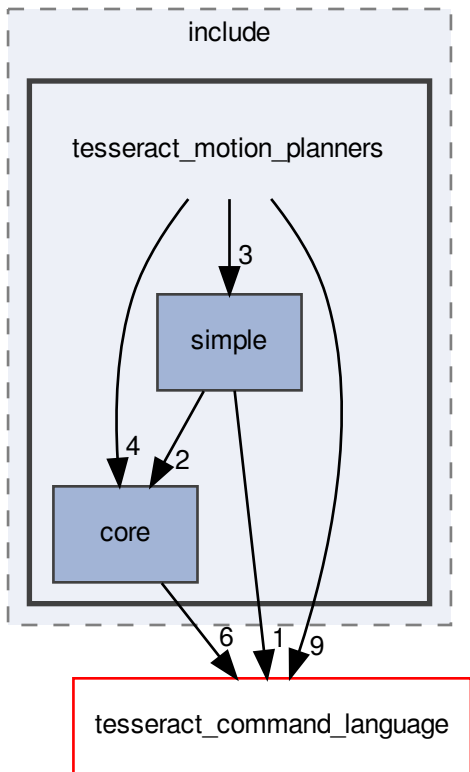 include
tesseract_motion_planners
3
simple
4
2
core
6
1
9
tesseract_command_language